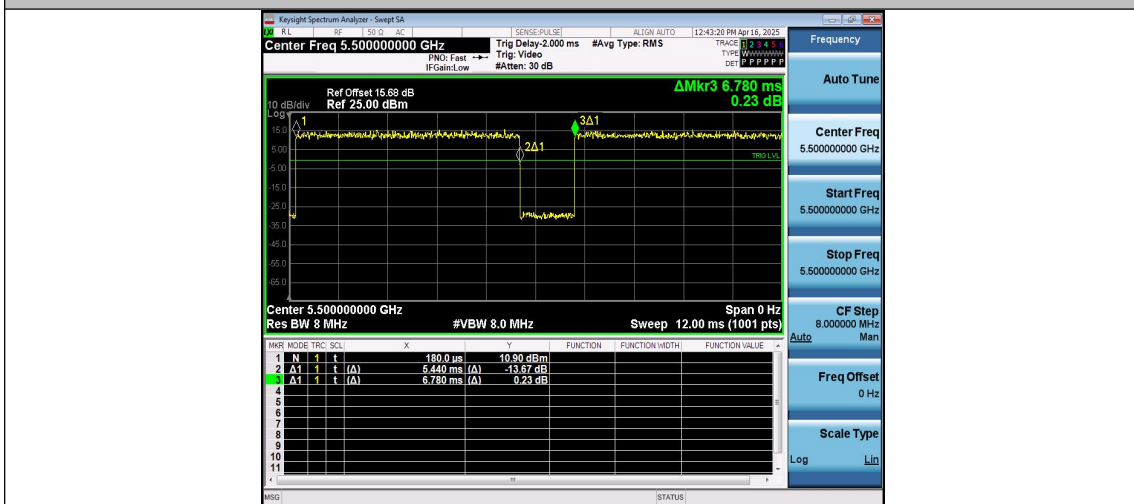 Keysight Spectrum Analyzer - Swept SA
LXI RL RF 50 Ω AC SENSE:PULSE ALIGN AUTO 12:43:20 PM Apr 16, 2025
Center Freq 5.500000000 GHz
Trig Delay-2.000 ms #Avg Type: RMS
TRACE 1 2 3 4 5 6
PNO: Fast Trig: Video
TYPE WWWWWW
IFGain:Low #Atten: 30 dB
DET P P P P P P
ΔMkr3 6.780 ms
0.23 dB
Ref Offset 15.68 dB
10 dB/div Ref 25.00 dBm
Log
1
3Δ1
15.0
2Δ1
5.00
TRIG LVL
-5.00
-15.0
-25.0
-35.0
-45.0
-55.0
-65.0
Center 5.500000000 GHz Span 0 Hz
Res BW 8 MHz #VBW 8.0 MHz Sweep 12.00 ms (1001 pts)
MKR MODE TRC SCL X Y FUNCTION FUNCTION WIDTH FUNCTION VALUE
1 N 1 t 180.0 µs 10.90 dBm
2 Δ1 1 t (Δ) 5.440 ms (Δ) -13.67 dB
3 Δ1 1 t (Δ) 6.780 ms (Δ) 0.23 dB
4
5
6
7
8
9
10
11
MSG STATUS
Frequency
Auto Tune
Center Freq
5.500000000 GHz
Start Freq
5.500000000 GHz
Stop Freq
5.500000000 GHz
CF Step
8.000000 MHz
Auto Man
Freq Offset
0 Hz
Scale Type
Log Lin